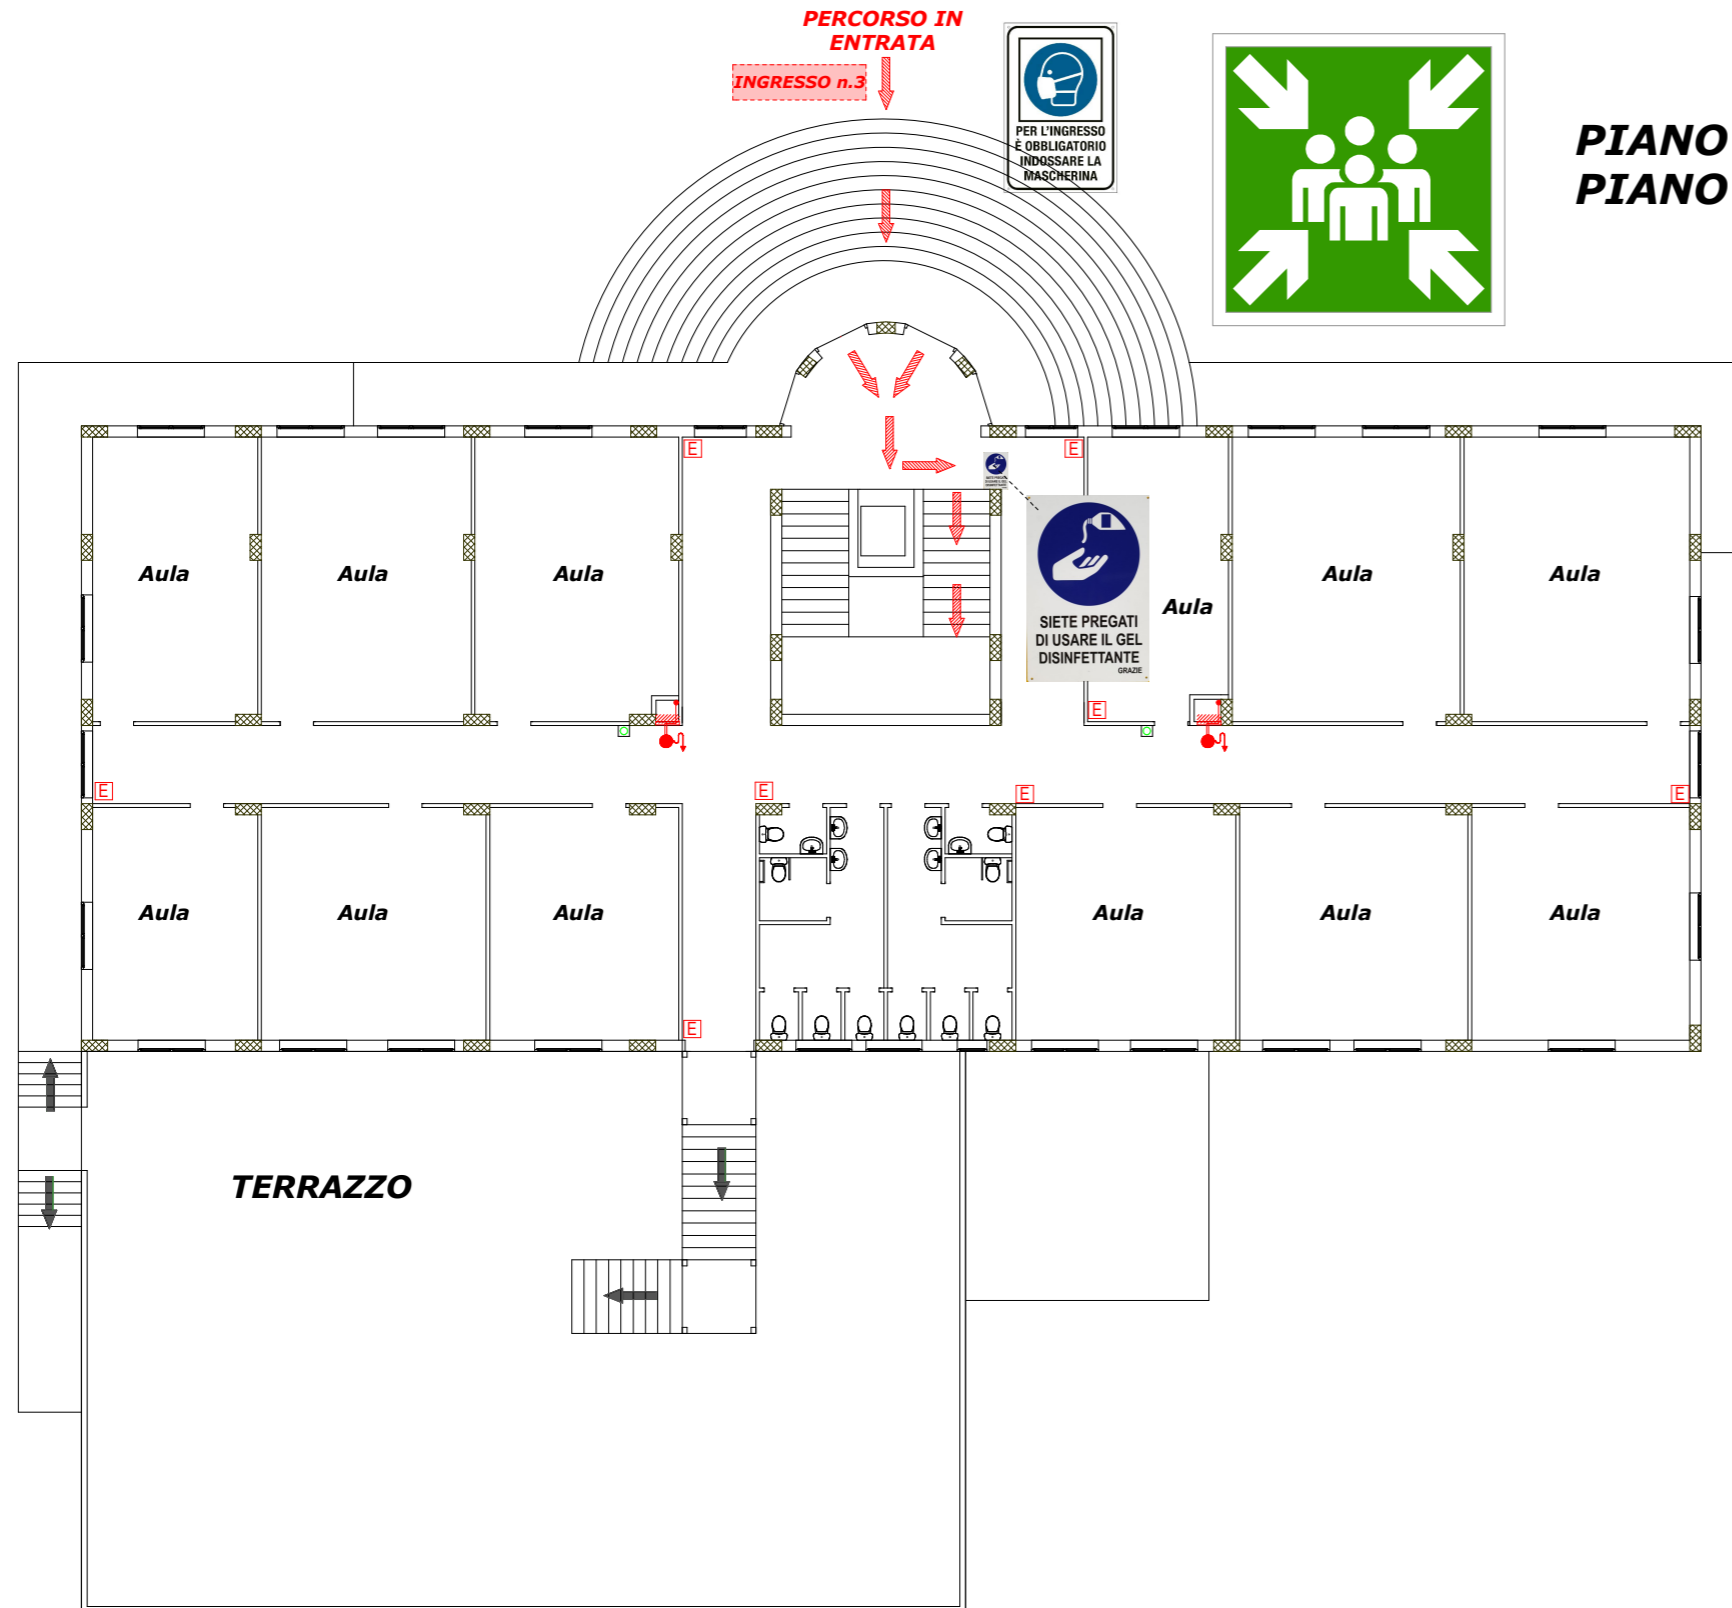 PERCORSO IN
ENTRATA
INGRESSO n.3
PER L'INGRESSO
È OBBLIGATORIO
INDOSSARE LA
MASCHERINA
PIANO
PIANO
E
E
Aula
Aula
Aula
Aula
Aula
Aula
SIETE PREGATI
DI USARE IL GEL
DISINFETTANTE
GRAZIE
E
E
E
E
E
Aula
Aula
Aula
Aula
Aula
Aula
E
TERRAZZO